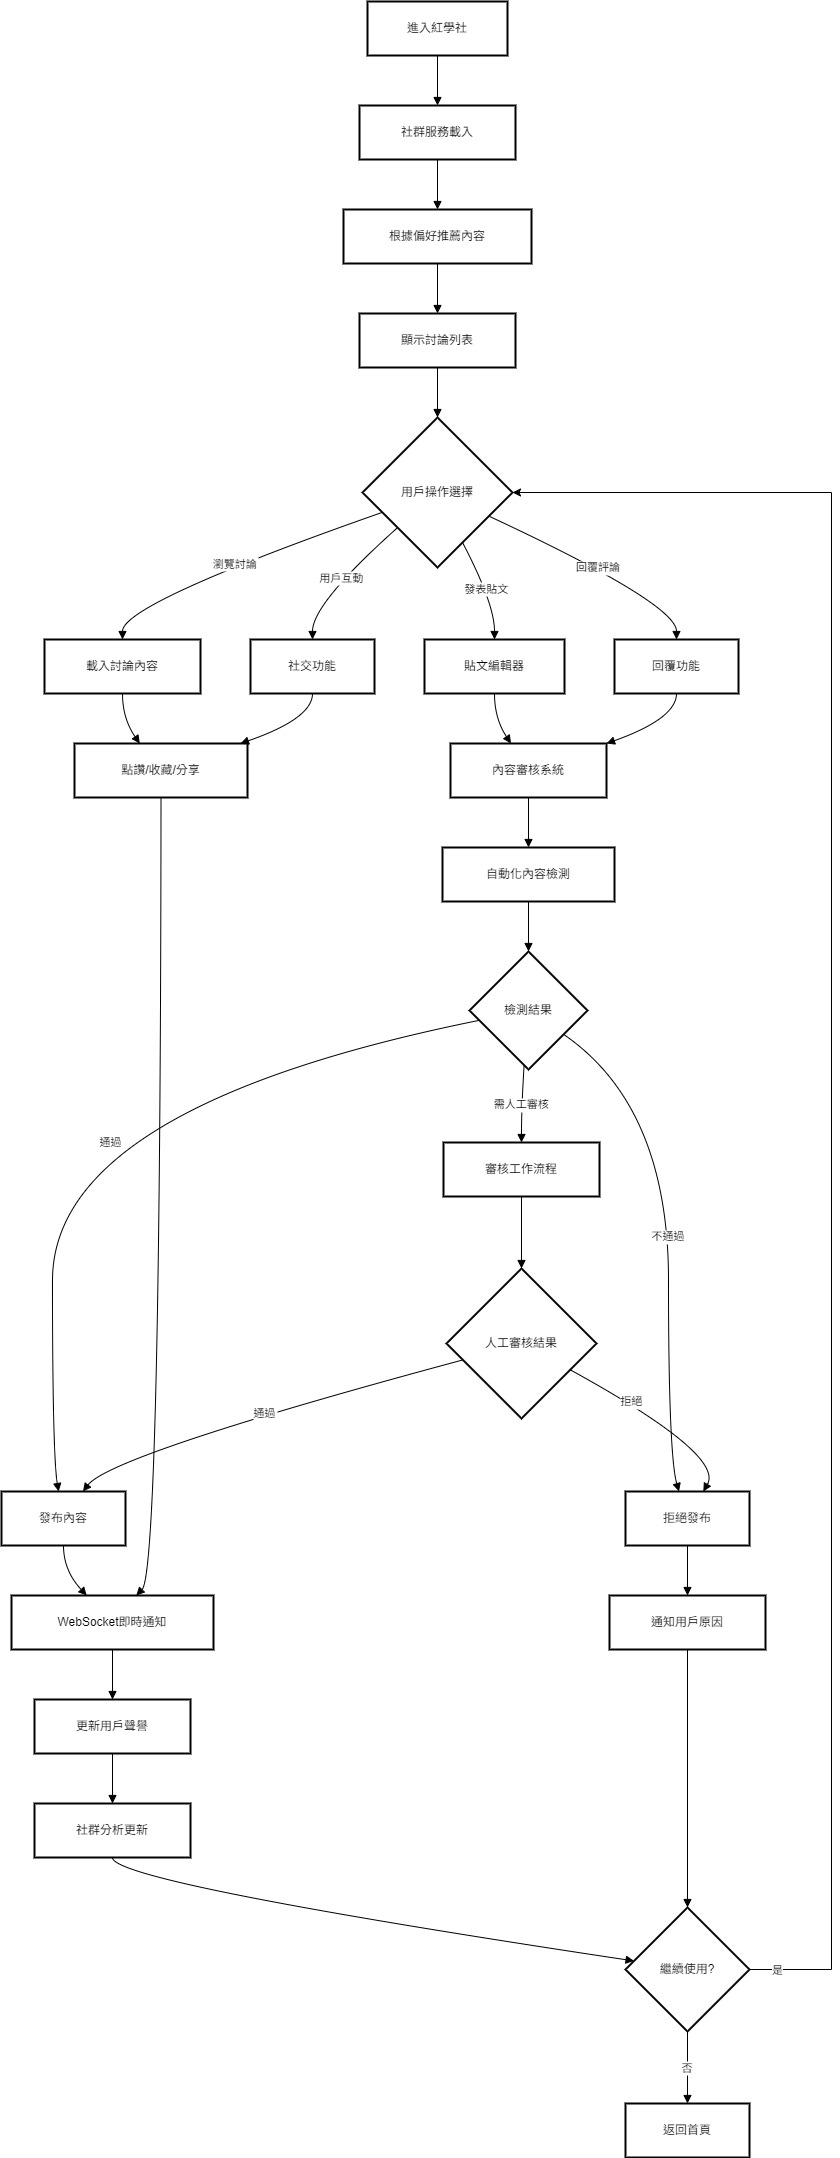 進入紅學社
社群服務載入
根據偏好推薦內容
顯示討論列表
用戶操作選擇
瀏覽討論
用戶互動
發表貼文
回覆評論
載入討論內容
社交功能
貼文編輯器
回覆功能
點讚/收藏/分享
內容審核系統
自動化內容檢測
檢測結果
通過
需人工審核
不通過
審核工作流程
人工審核結果
通過
拒絕
發布內容
拒絕發布
WebSocket即時通知
通知用戶原因
更新用戶聲譽
社群分析更新
繼續使用?
是
否
返回首頁